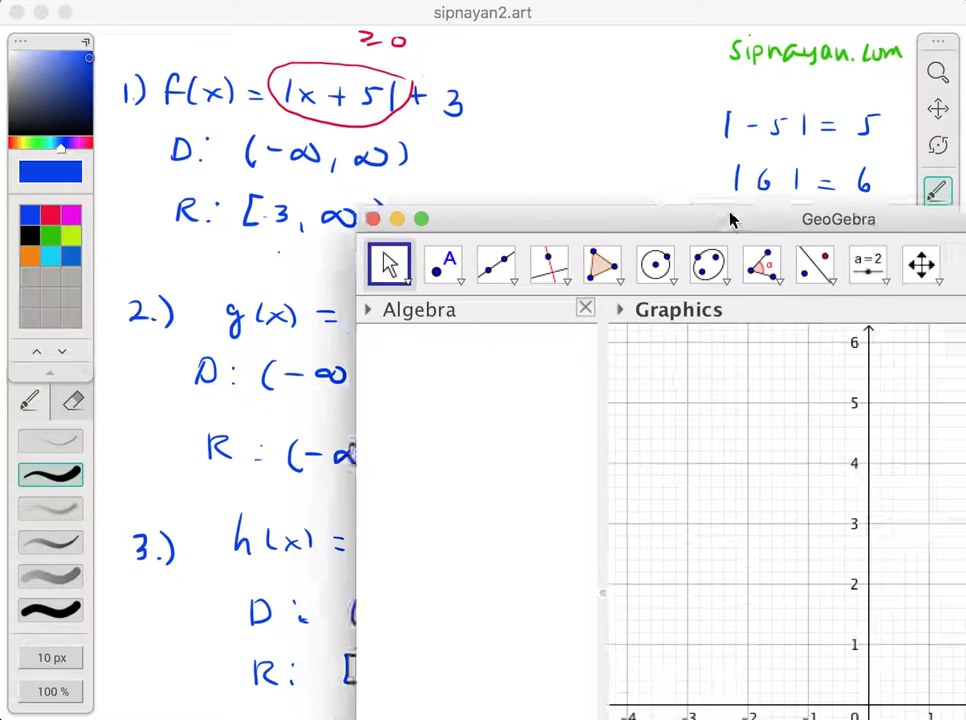 sipnayan2.art
≥ 0
sipnayan.com
1) f(x) = |x + 5| + 3
D: (-∞, ∞)
R: [3, ∞
|-5| = 5
|6| = 6
GeoGebra
A
α
a=2
Algebra
Graphics
2.) g(x) =
D: (-∞
R: (-∞
3.) h(x) =
D:
R: [
6
5
4
3
2
1
-4
-3
-2
-1
0
1
10 px
100 %